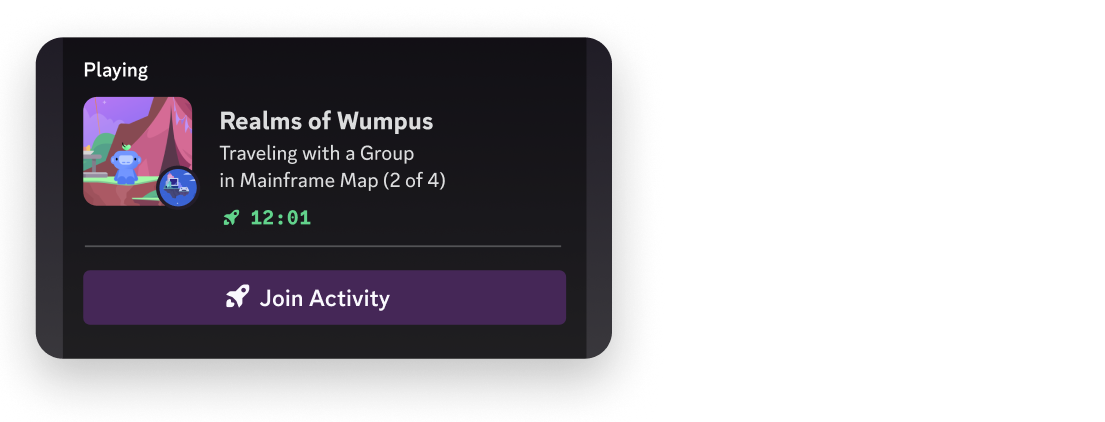 Playing
Realms of Wumpus
Traveling with a Group
in Mainframe Map (2 of 4)
12:01
Join Activity